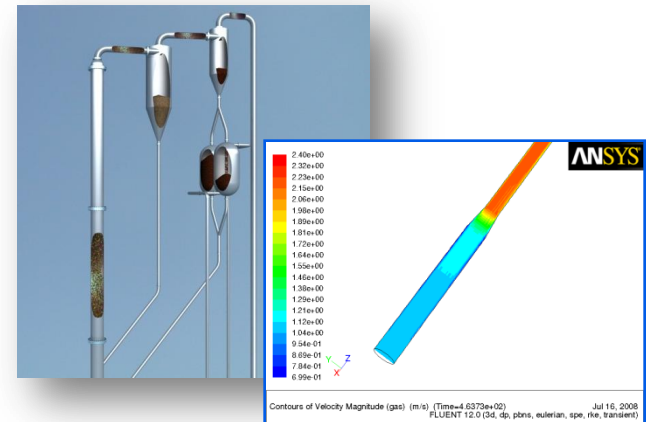 ANSYS
2.40e+00
2.32e+00
2.23e+00
2.15e+00
2.06e+00
1.98e+00
1.89e+00
1.81e+00
1.72e+00
1.64e+00
1.55e+00
1.46e+00
1.38e+00
1.29e+00
1.21e+00
1.12e+00
1.04e+00
9.54e-01
8.69e-01
7.84e-01
6.99e-01
Y
Z
X
Contours of Velocity Magnitude (gas) (m/s) (Time=4.6373e+02)
Jul 16, 2008
FLUENT 12.0 (3d, dp, pbns, eulerian, spe, rke, transient)